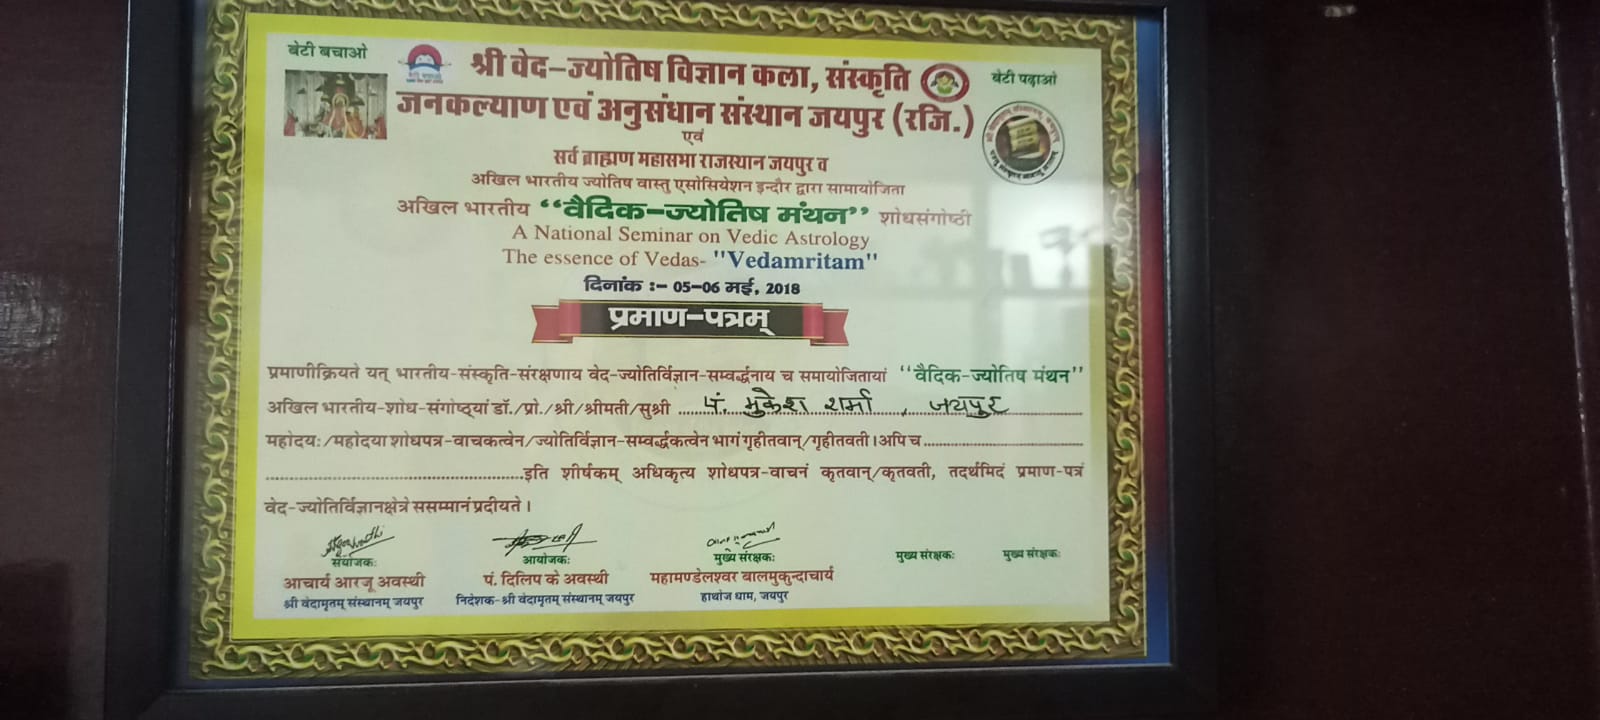 बेटी बचाओ
बेटी पढ़ाओ
श्री वेद-ज्योतिष विज्ञान कला, संस्कृति
जनकल्याण एवं अनुसंधान संस्थान जयपुर (रजि.)
एवं
सर्व ब्राह्मण महासभा राजस्थान जयपुर व
अखिल भारतीय ज्योतिष वास्तु एसोसियेशन इन्दौर द्वारा सामायोजिता
अखिल भारतीय “वैदिक-ज्योतिष मंथन” शोधसंगोष्ठी
A National Seminar on Vedic Astrology
The essence of Vedas- "Vedamritam"
दिनांक :- 05-06 मई, 2018
प्रमाण-पत्रम्
प्रमाणीक्रियते यत् भारतीय-संस्कृति-संरक्षणाय वेद-ज्योतिर्विज्ञान-सम्वर्द्धनाय च समायोजितायां “वैदिक-ज्योतिष मंथन”
अखिल भारतीय-शोध-संगोष्ठ्यां डॉ./प्रो./श्री/श्रीमती/सुश्री पं. मुकेश शर्मा, जयपुर
महोदयः/महोदया शोधपत्र-वाचकत्वेन/ज्योतिर्विज्ञान-सम्वर्द्धकत्वेन भागं गृहीतवान्/गृहीतवती। अपि च
इति शीर्षकम् अधिकृत्य शोधपत्र-वाचनं कृतवान्/कृतवती, तदर्थमिदं प्रमाण-पत्रं
वेद-ज्योतिर्विज्ञानक्षेत्रे ससम्मानं प्रदीयते।
संयोजकः
आयोजकः
मुख्य संरक्षकः
मुख्य संरक्षकः
मुख्य संरक्षकः
आचार्य आरजू अवस्थी
पं. दिलिप के अवस्थी
महामण्डेलश्वर बालमुकुन्दाचार्य
श्री वेदामृतम् संस्थानम् जयपुर
निदेशक-श्री वेदामृतम् संस्थानम् जयपुर
हाथोज धाम, जयपुर